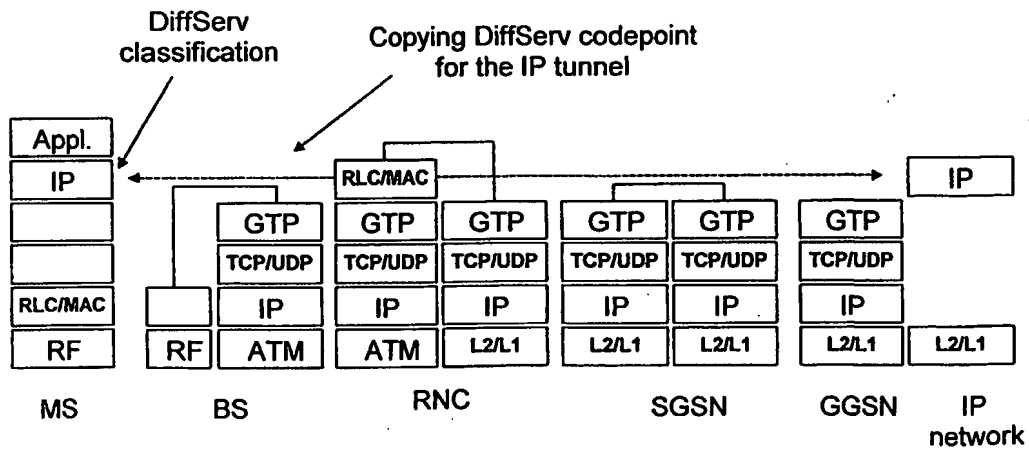 DiffServ
classification
Copying DiffServ codepoint
for the IP tunnel
Appl.
IP RLC/MAC IP
GTP GTP GTP GTP GTP GTP
TCP/UDP TCP/UDP TCP/UDP TCP/UDP TCP/UDP TCP/UDP
RLC/MAC IP IP IP IP IP IP
RF RF ATM ATM L2/L1 L2/L1 L2/L1 L2/L1 L2/L1
MS BS RNC SGSN GGSN IP
network